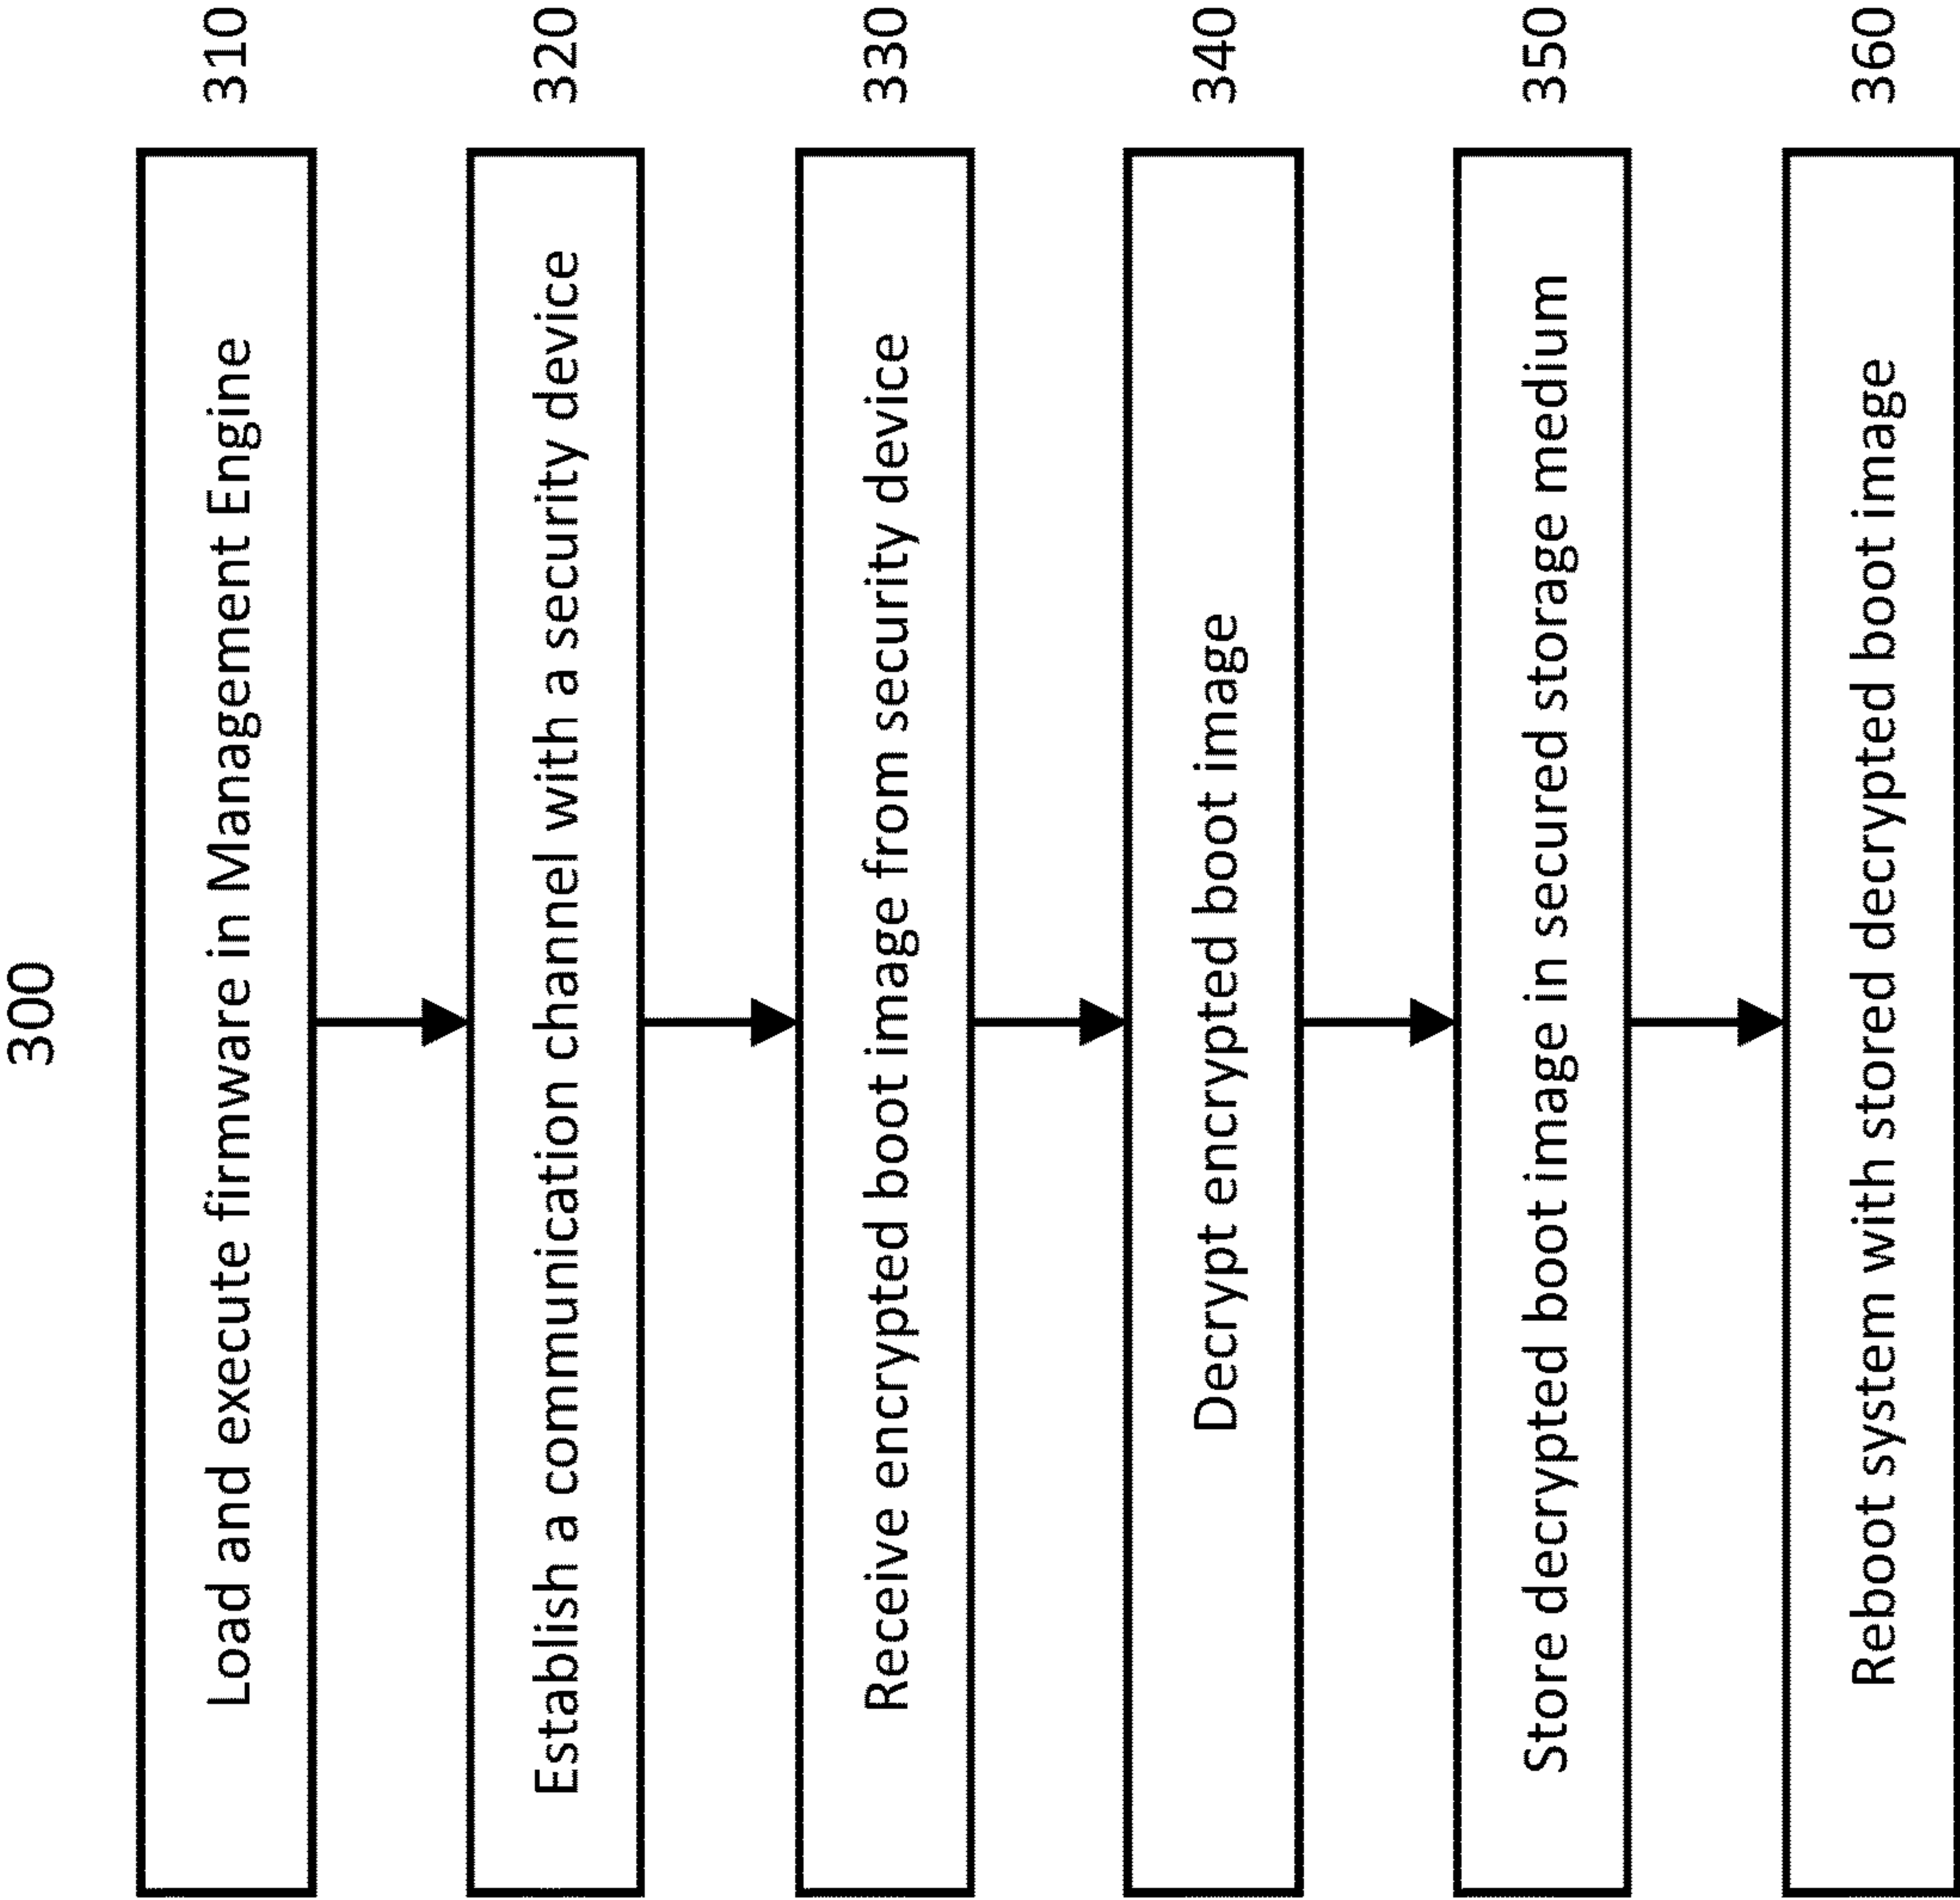 300
Load and execute firmware in Management Engine
310
Establish a communication channel with a security device
320
Receive encrypted boot image from security device
330
Decrypt encrypted boot image
340
Store decrypted boot image in secured storage medium
350
Reboot system with stored decrypted boot image
360